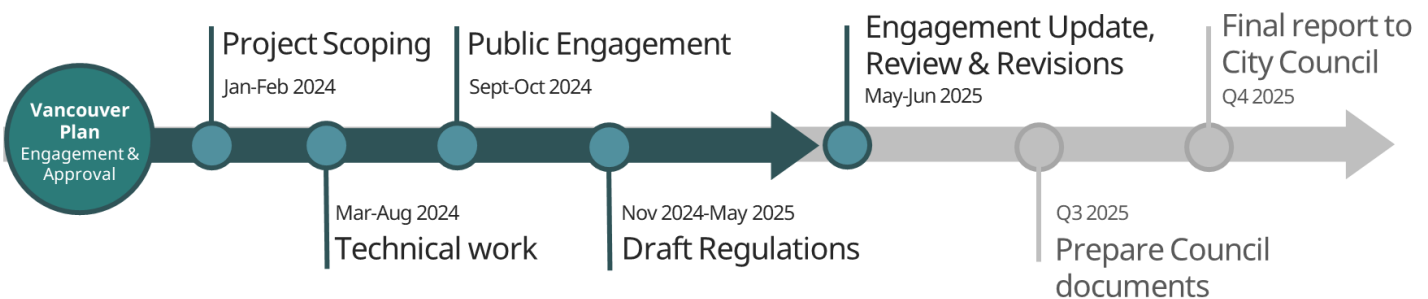 Vancouver
Plan
Engagement &
Approval
Project Scoping
Jan-Feb 2024
Mar-Aug 2024
Technical work
Public Engagement
Sept-Oct 2024
Nov 2024-May 2025
Draft Regulations
Engagement Update,
Review & Revisions
May-Jun 2025
Q3 2025
Prepare Council
documents
Final report to
City Council
Q4 2025